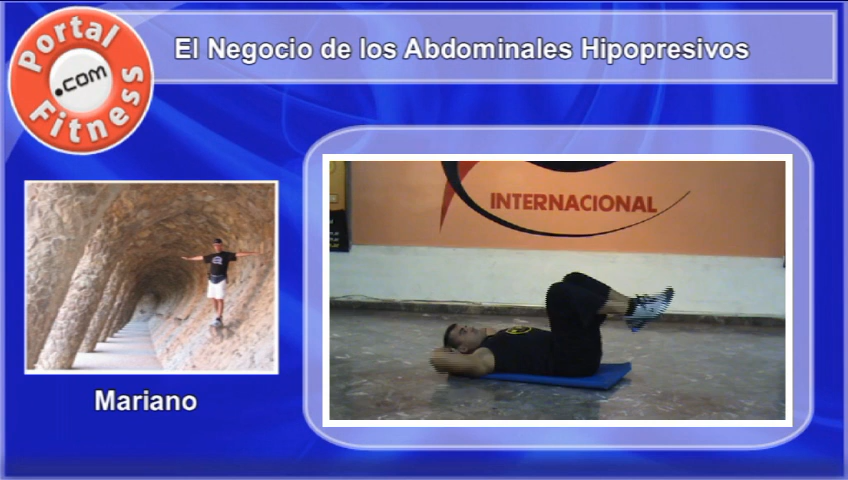 Portal
.com
Fitness
El Negocio de los Abdominales Hipopresivos
INTERNACIONAL
Mariano